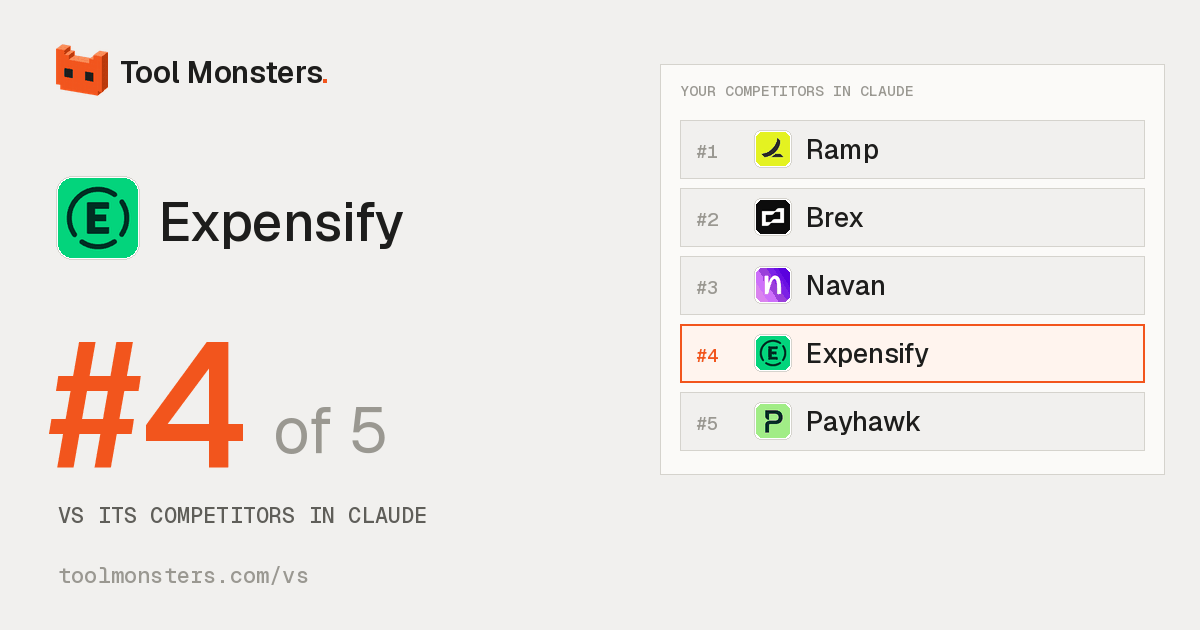 Tool Monsters.
Expensify
#4 of 5
VS ITS COMPETITORS IN CLAUDE
toolmonsters.com/vs
YOUR COMPETITORS IN CLAUDE
#1 Ramp
#2 Brex
#3 Navan
#4 Expensify
#5 Payhawk